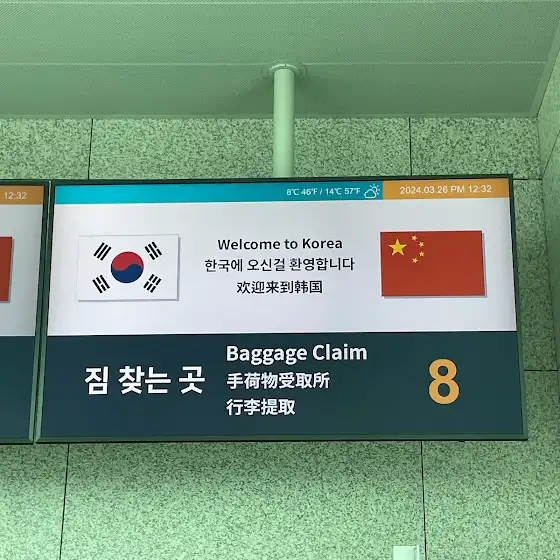 12:32
8℃ 46℉ / 14℃ 57℉
2024.03.26 PM 12:32
Welcome to Korea
한국에 오신걸 환영합니다
欢迎来到韩国
짐 찾는 곳
Baggage Claim
手荷物受取所
行李提取
8